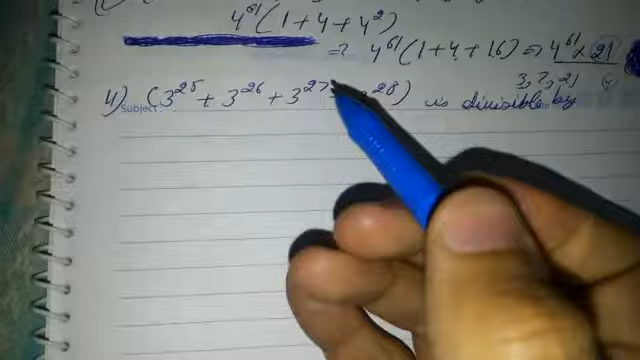 4^61 (1 + 4 + 4^2)
=? 4^61 (1 + 4 + 16) => 4^61 × 21
3, 7, 21
4) (3^25 + 3^26 + 3^27 3^28) is divisible by
Subject: